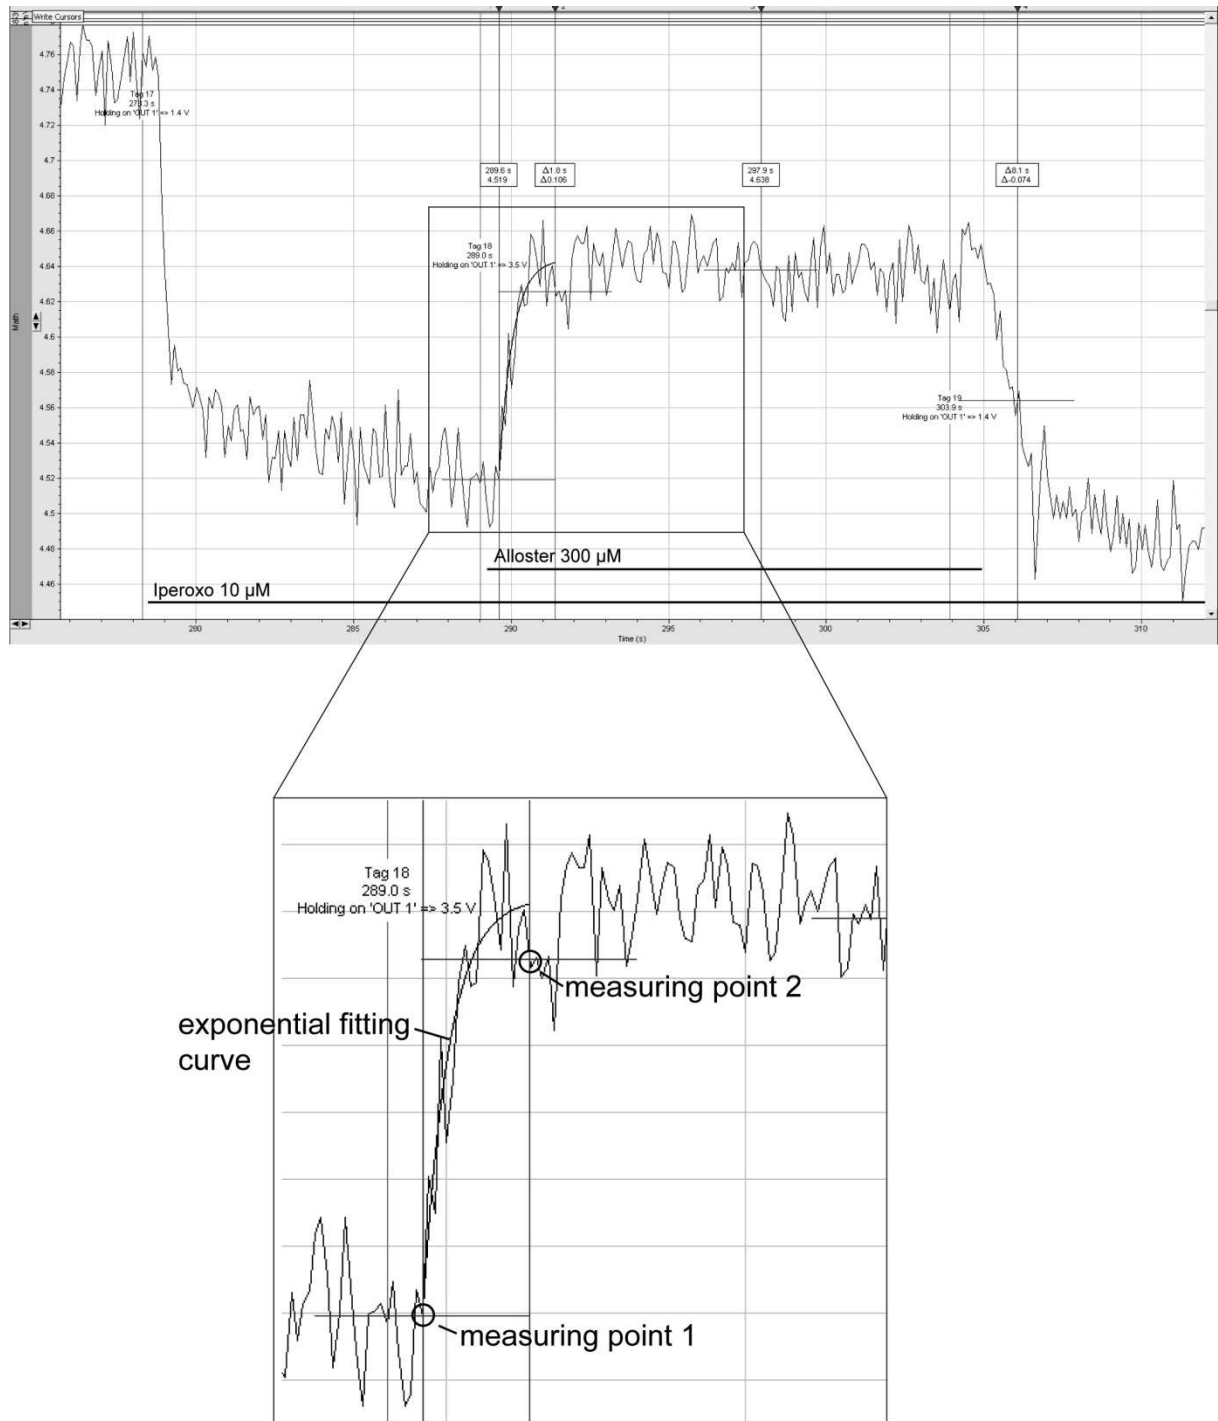 Write Cursors
4.76
4.74
4.72
4.7
4.68
4.66
4.64
4.62
4.6
4.58
4.56
4.54
4.52
4.5
4.48
4.46
Math
Tag 17
278.3 s
Holding on 'OUT 1' => 1.4 V
289.6 s
4.519
Δ1.8 s
Δ0.106
297.9 s
4.638
Δ8.1 s
Δ-0.074
Tag 18
289.0 s
Holding on 'OUT 1' => 3.5 V
Tag 19
303.9 s
Holding on 'OUT 1' => 1.4 V
Alloster 300 µM
Iperoxo 10 µM
280
285
290
295
300
305
310
Time (s)
Tag 18
289.0 s
Holding on 'OUT 1' => 3.5 V
measuring point 2
exponential fitting
curve
measuring point 1